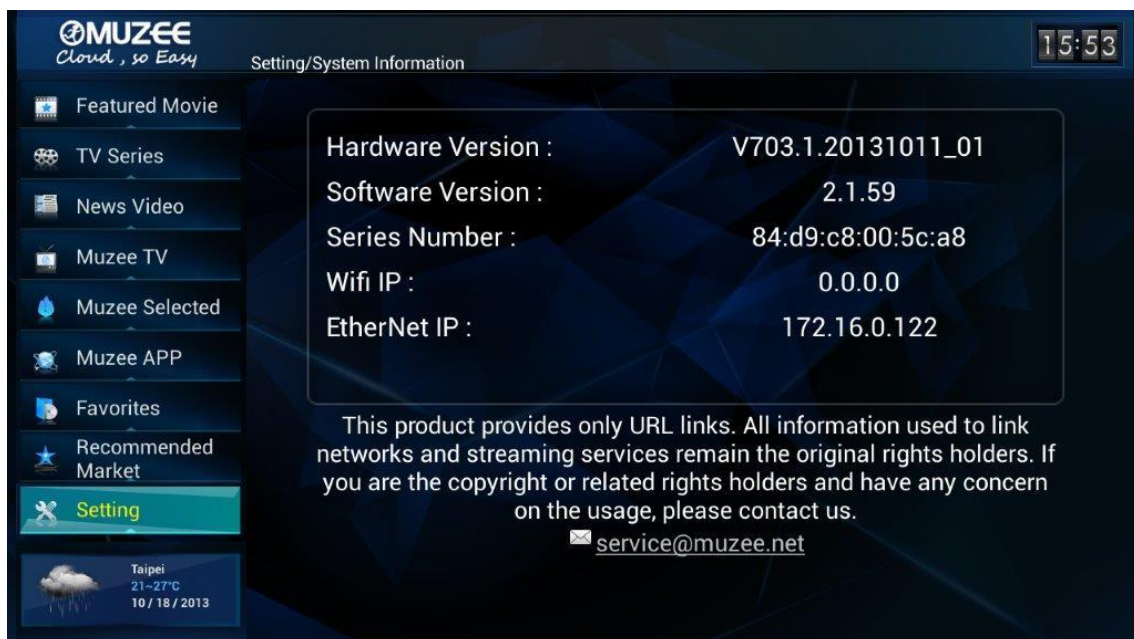 MUZEE
Cloud , so Easy
Setting/System Information
15:53
Featured Movie
TV Series
News Video
Muzee TV
Muzee Selected
Muzee APP
Favorites
Recommended
Market
Setting
Taipei
21~27°C
10 / 18 / 2013
Hardware Version : V703.1.20131011_01
Software Version : 2.1.59
Series Number : 84:d9:c8:00:5c:a8
Wifi IP : 0.0.0.0
EtherNet IP : 172.16.0.122
This product provides only URL links. All information used to link
networks and streaming services remain the original rights holders. If
you are the copyright or related rights holders and have any concern
on the usage, please contact us.
service@muzee.net